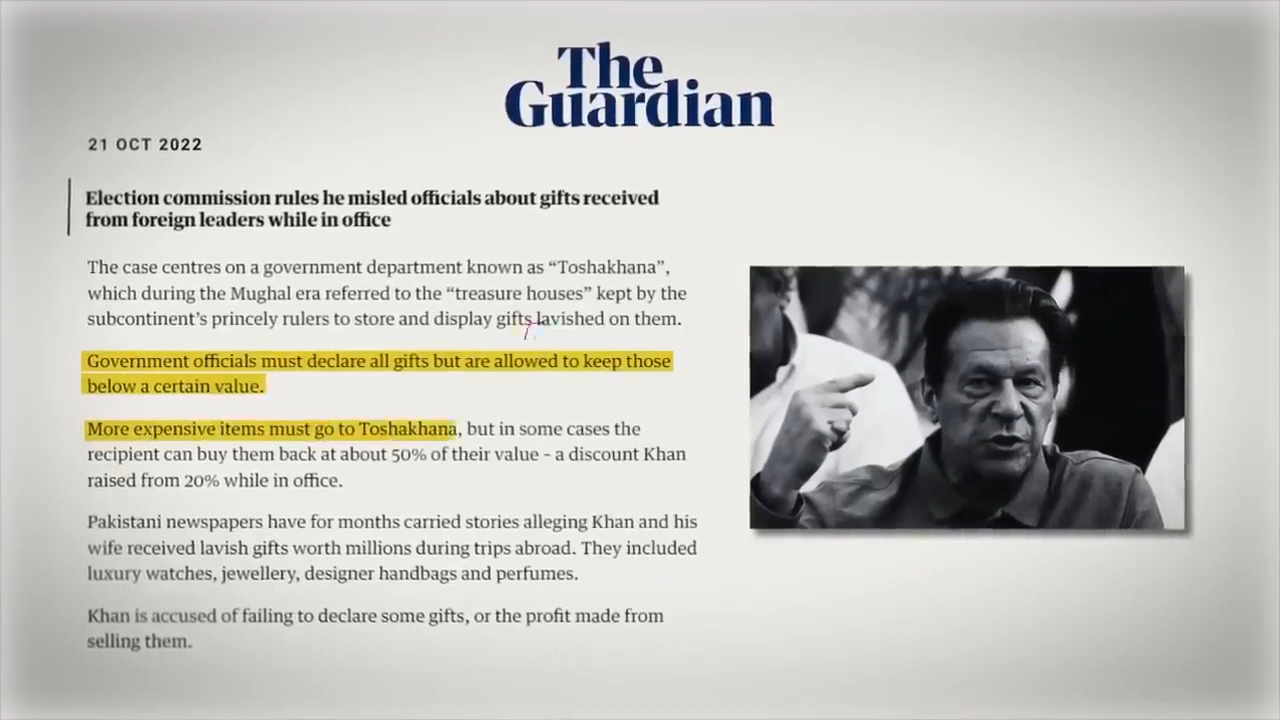 The
Guardian
21 OCT 2022
Election commission rules he misled officials about gifts received
from foreign leaders while in office
The case centres on a government department known as “Toshakhana”,
which during the Mughal era referred to the “treasure houses” kept by the
subcontinent’s princely rulers to store and display gifts lavished on them.
Government officials must declare all gifts but are allowed to keep those
below a certain value.
More expensive items must go to Toshakhana, but in some cases the
recipient can buy them back at about 50% of their value – a discount Khan
raised from 20% while in office.
Pakistani newspapers have for months carried stories alleging Khan and his
wife received lavish gifts worth millions during trips abroad. They included
luxury watches, jewellery, designer handbags and perfumes.
Khan is accused of failing to declare some gifts, or the profit made from
selling them.